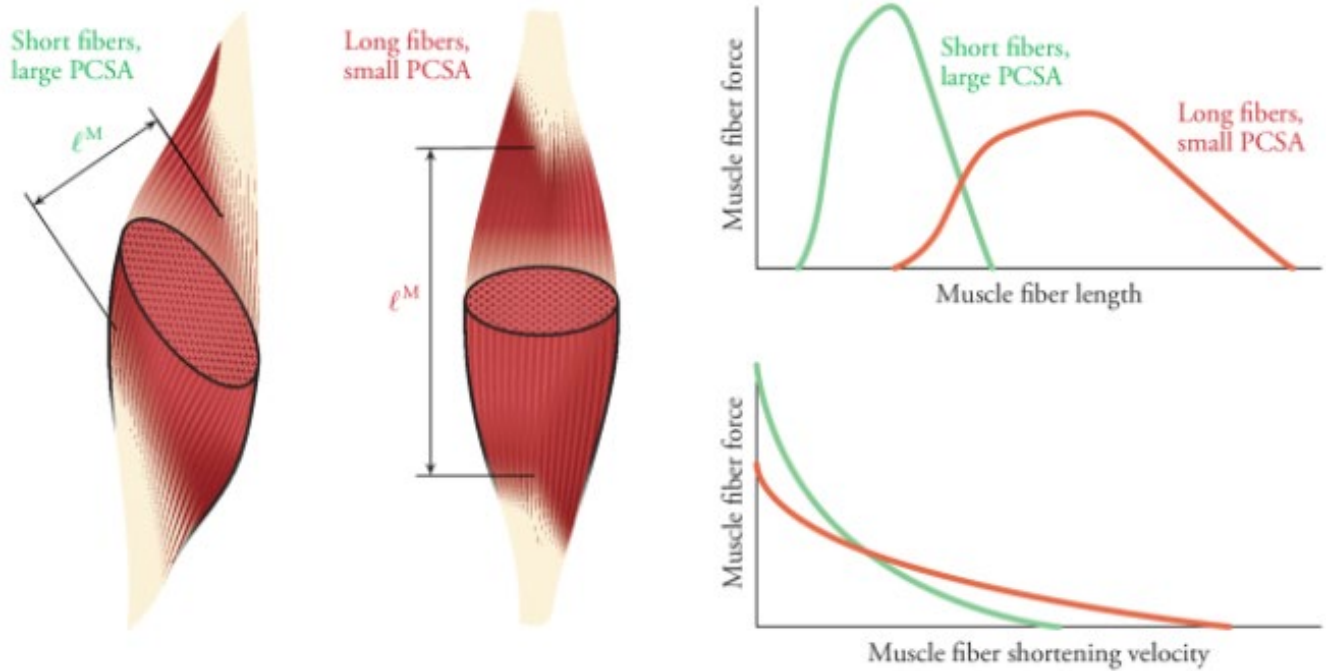 Short fibers,
large PCSA
ℓᴹ
Long fibers,
small PCSA
ℓᴹ
Muscle fiber force
Short fibers,
large PCSA
Long fibers,
small PCSA
Muscle fiber length
Muscle fiber force
Muscle fiber shortening velocity